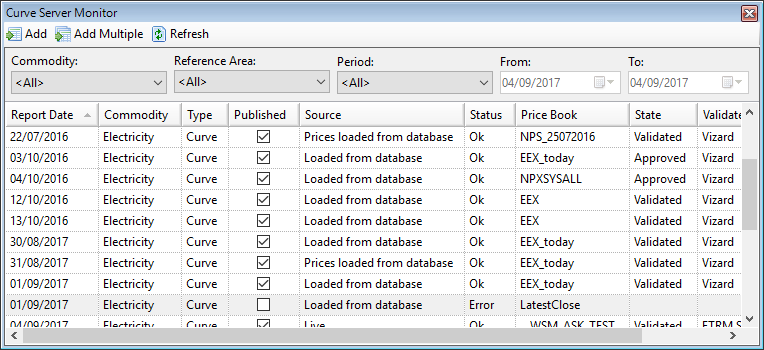 Curve Server Monitor
Add Add Multiple Refresh
Commodity: Reference Area: Period: From: To:
<All> <All> <All> 04/09/2017 04/09/2017
Report Date Commodity Type Published Source Status Price Book State Validate
22/07/2016 Electricity Curve Prices loaded from database Ok NPS_25072016 Validated Vizard
03/10/2016 Electricity Curve Loaded from database Ok EEX_today Approved Vizard
04/10/2016 Electricity Curve Loaded from database Ok NPXSYSALL Approved Vizard
12/10/2016 Electricity Curve Loaded from database Ok EEX Validated Vizard
13/10/2016 Electricity Curve Loaded from database Ok EEX Validated Vizard
30/08/2017 Electricity Curve Loaded from database Ok EEX_today Validated Vizard
31/08/2017 Electricity Curve Prices loaded from database Ok EEX_today Validated Vizard
01/09/2017 Electricity Curve Loaded from database Ok EEX_today Validated Vizard
01/09/2017 Electricity Curve Loaded from database Error LatestClose
04/09/2017 Electricity Curve Live Ok WSM_ASK_TEST Validated ETRM S